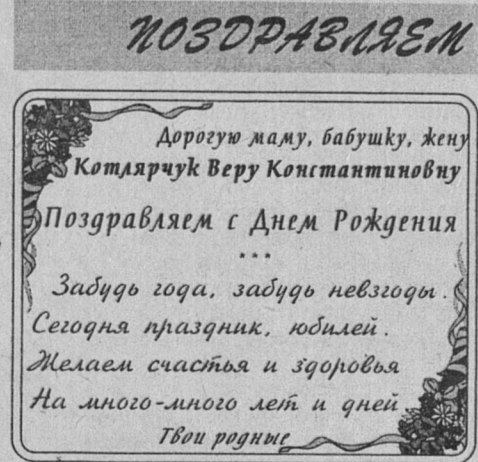 ПОЗДРАВЛЯЕМ
Дорогую маму, бабушку, жену
Котлярчук Веру Константиновну
Поздравляем с Днем Рождения
***
Забудь года, забудь невзгоды.
Сегодня праздник, юбилей.
Желаем счастья и здоровья
На много-много лет и дней.
Твои родные